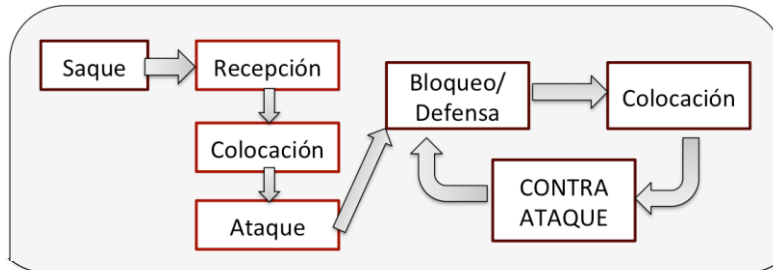 Saque
Recepción
Colocación
Ataque
Bloqueo/
Defensa
Colocación
CONTRA
ATAQUE